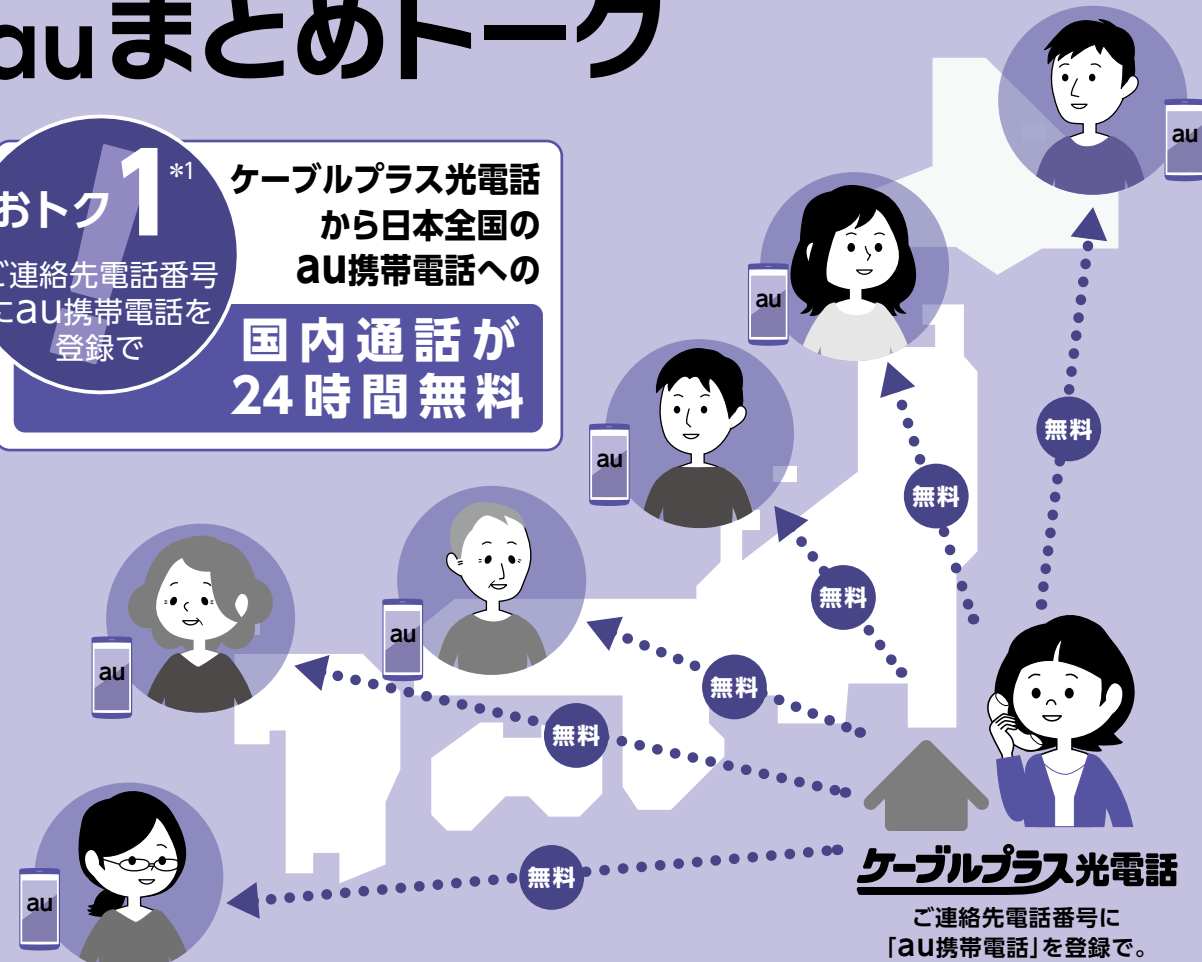 auまとめトーク
おトク1*1
ご連絡先電話番号
にau携帯電話を
登録で
ケーブルプラス光電話
から日本全国の
au携帯電話への
国内通話が
24時間無料
au
au
au
au
au
au
無料
無料
無料
無料
無料
無料
ケーブルプラス光電話
ご連絡先電話番号に
「au携帯電話」を登録で。